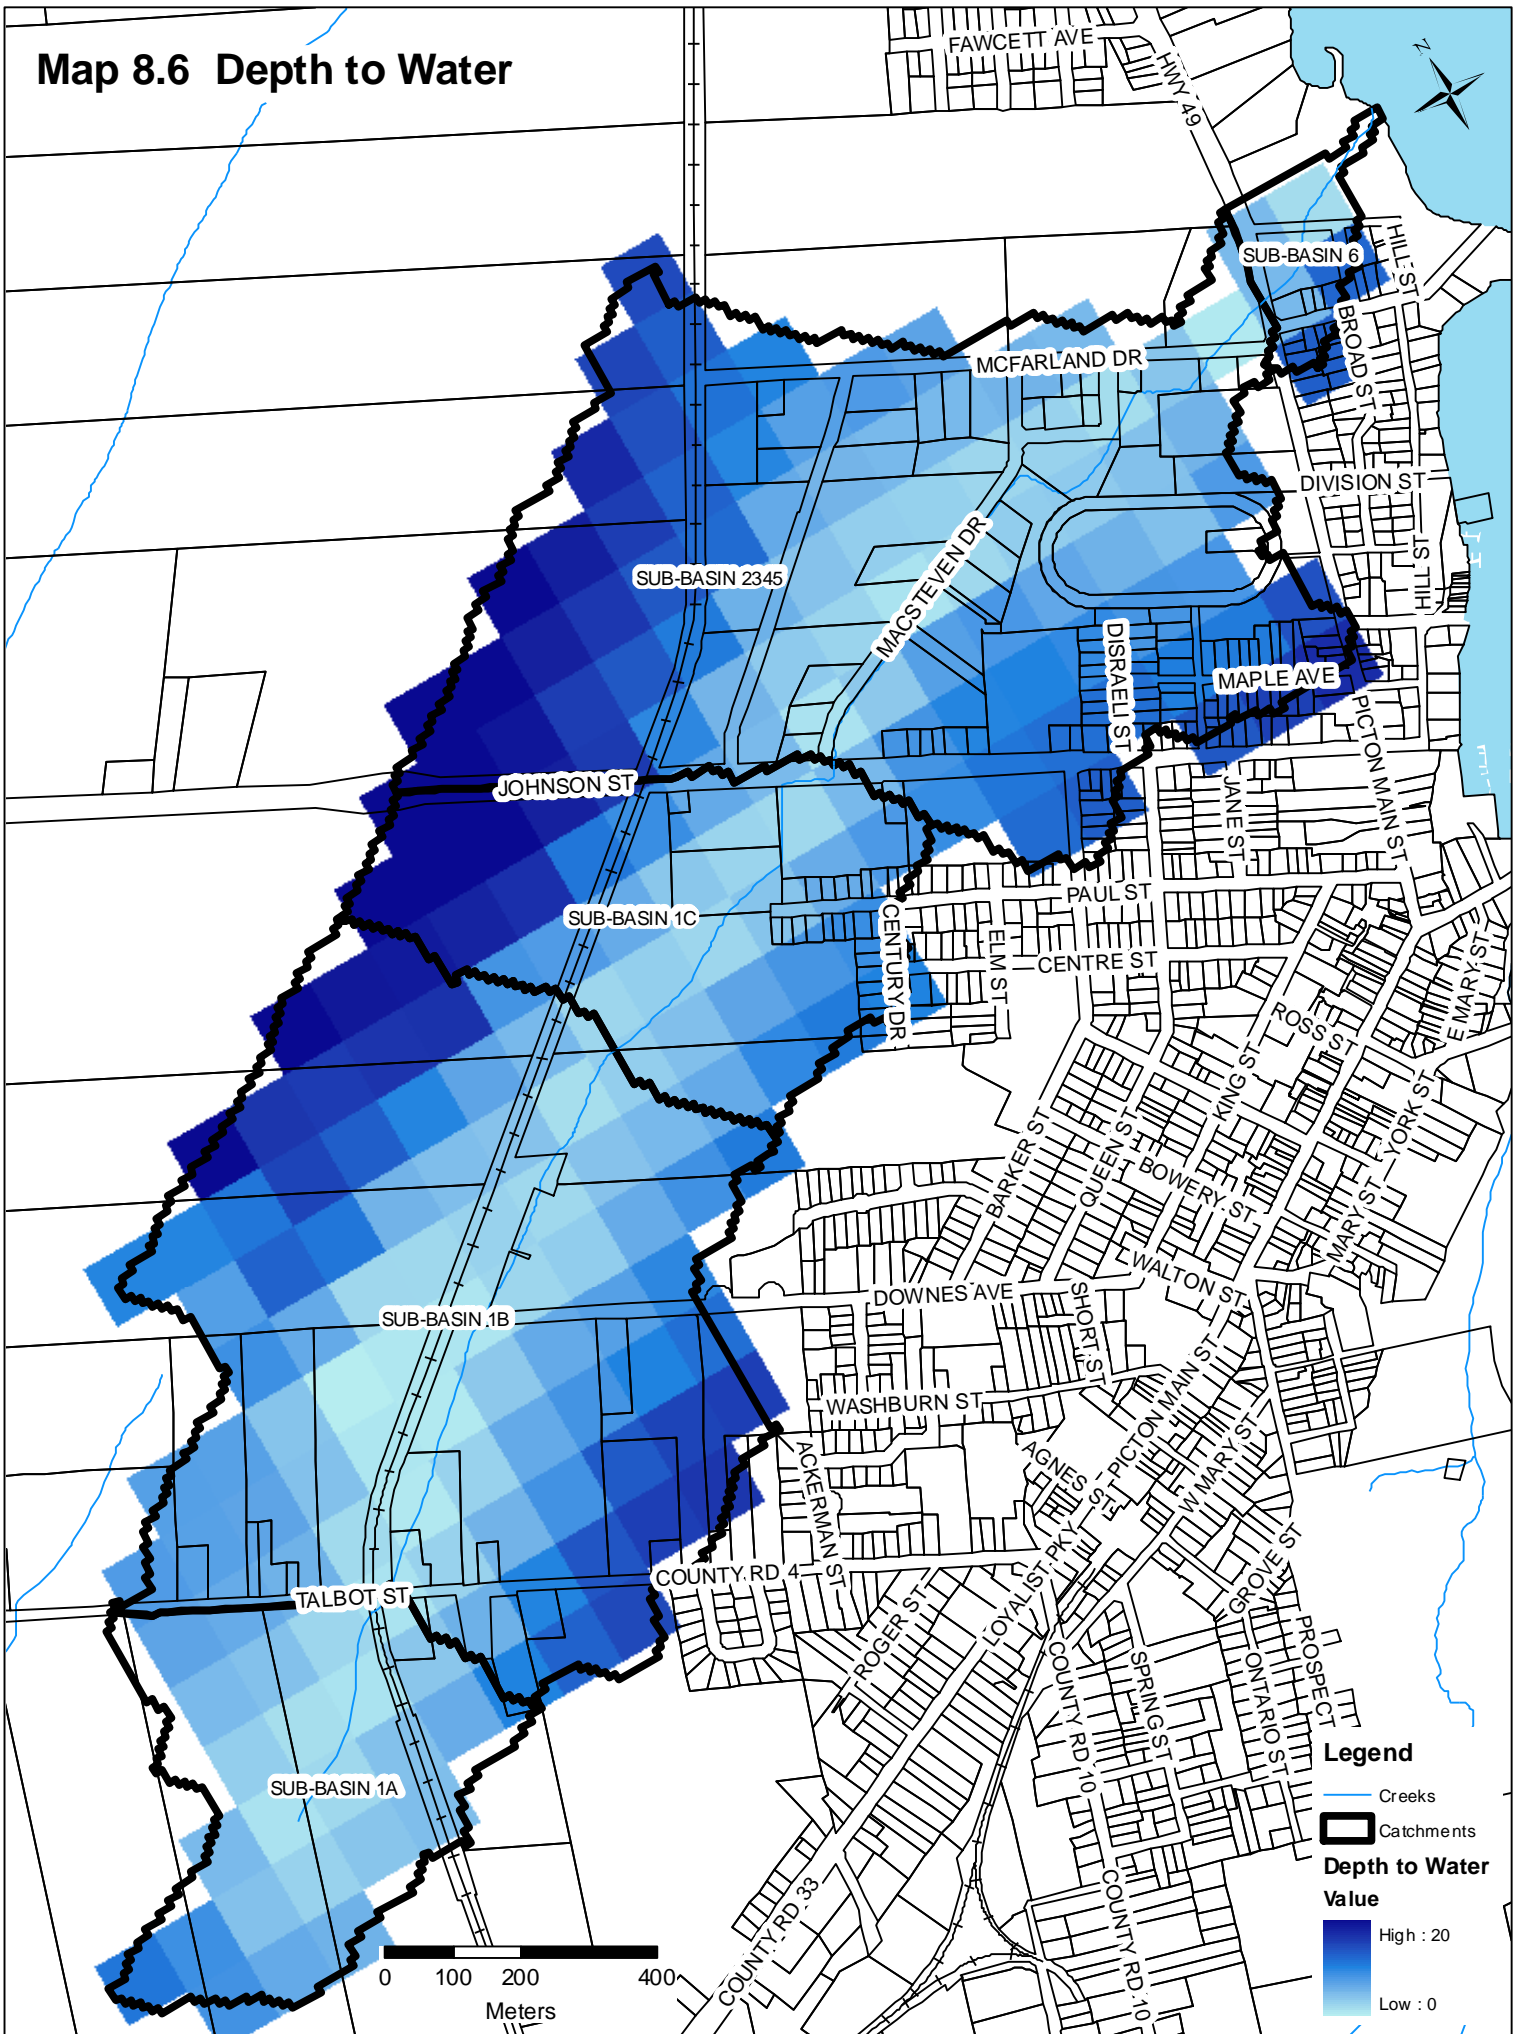 Map 8.6 Depth to Water
FAWCETT AVE
HWY 49
N
SUB-BASIN 6
HILL ST
BROAD ST
MCFARLAND DR
DIVISION ST
HILL ST
SUB-BASIN 2345
MACSTEVEN DR
DISRAELI ST
MAPLE AVE
PICTON MAIN ST
JOHNSON ST
JANE ST
PAUL ST
SUB-BASIN 1C
CENTURY DR
ELM ST
CENTRE ST
E MARY ST
ROSS ST
KING ST
YORK ST
BARKER ST
QUEEN ST
BOWERY ST
MARY ST
WALTON ST
DOWNES AVE
SHORT ST
SUB-BASIN 1B
PICTON MAIN ST
WASHBURN ST
W MARY ST
AGNES ST
ACKERMAN ST
COUNTY RD 4
TALBOT ST
LOYALIST PKY
GROVE ST
ROGER ST
COUNTY RD 10
SPRING ST
ONTARIO ST
PROSPECT
SUB-BASIN 1A
COUNTY RD 33
COUNTY RD 10
0 100 200 400
Meters
Legend
Creeks
Catchments
Depth to Water
Value
High : 20
Low : 0